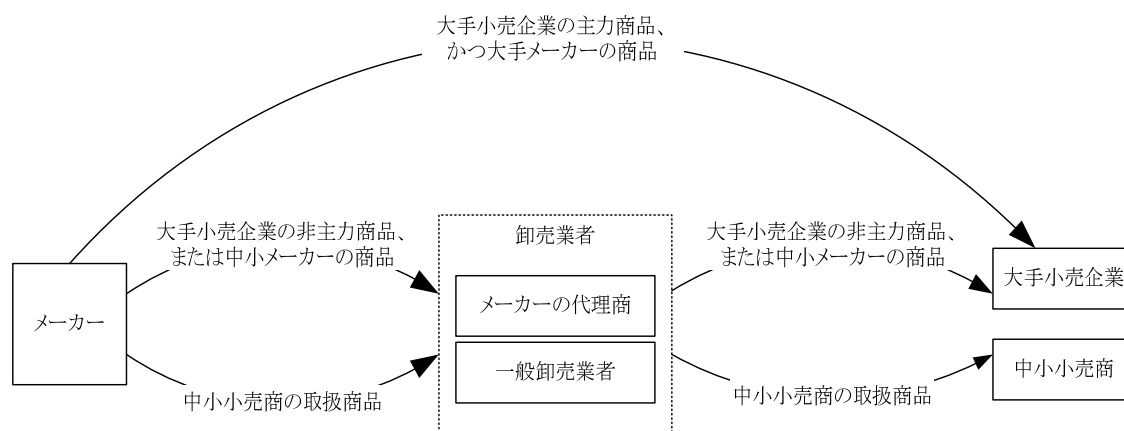 大手小売企業の主力商品、
かつ大手メーカーの商品
大手小売企業の非主力商品、
または中小メーカーの商品
卸売業者
大手小売企業の非主力商品、
または中小メーカーの商品
大手小売企業
メーカーの代理商
メーカー
一般卸売業者
中小小売商
中小小売商の取扱商品
中小小売商の取扱商品